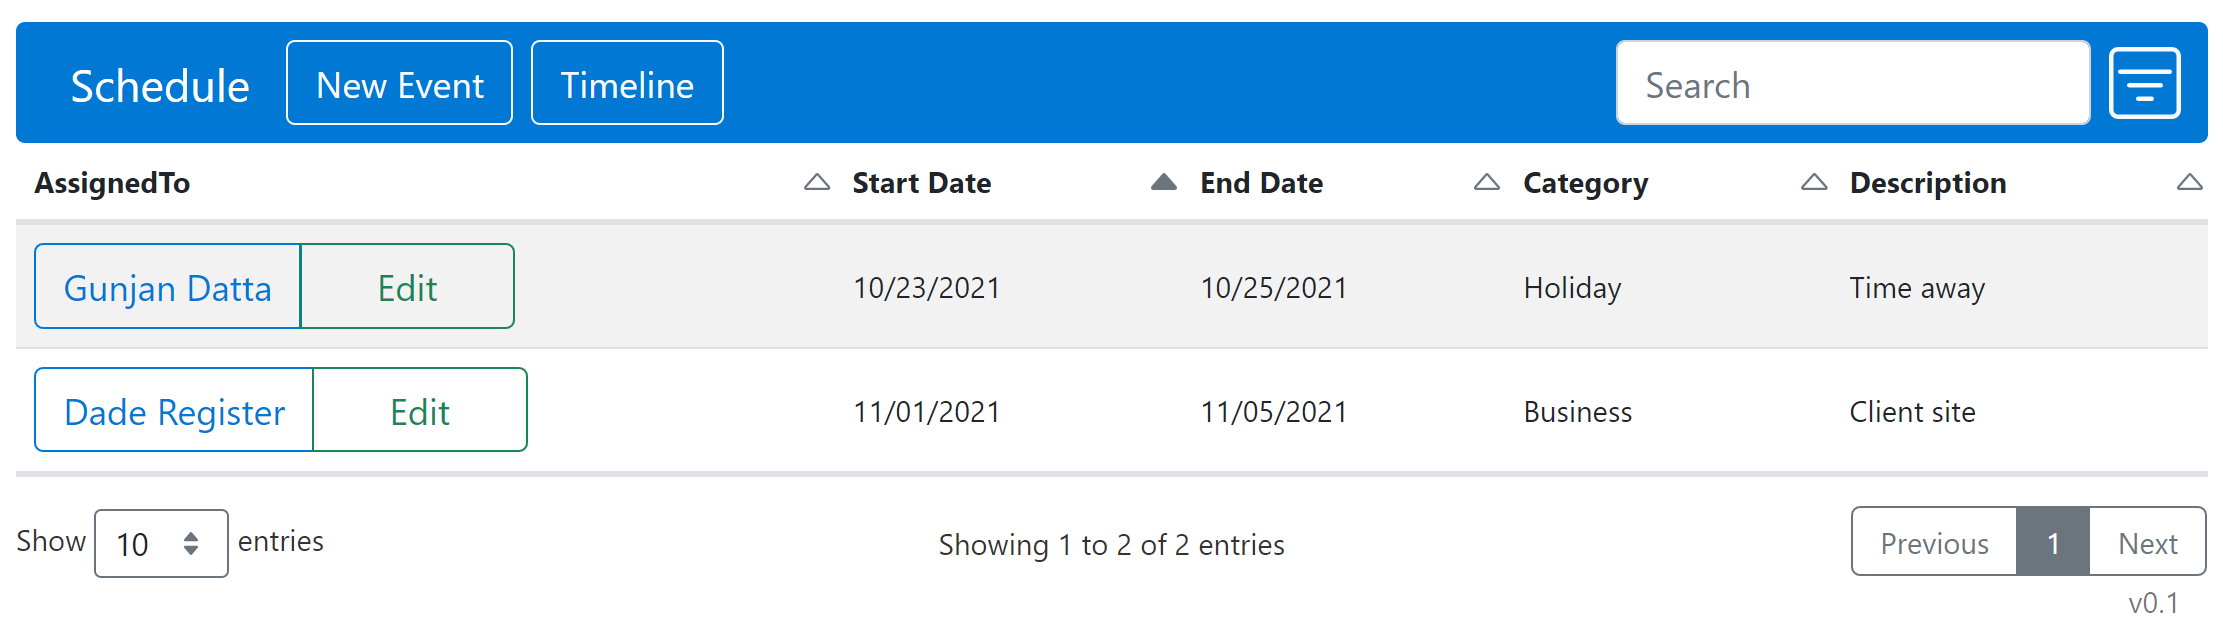 Schedule New Event Timeline Search
AssignedTo Start Date End Date Category Description
Gunjan Datta Edit 10/23/2021 10/25/2021 Holiday Time away
Dade Register Edit 11/01/2021 11/05/2021 Business Client site
Show 10 entries Showing 1 to 2 of 2 entries Previous 1 Next
v0.1